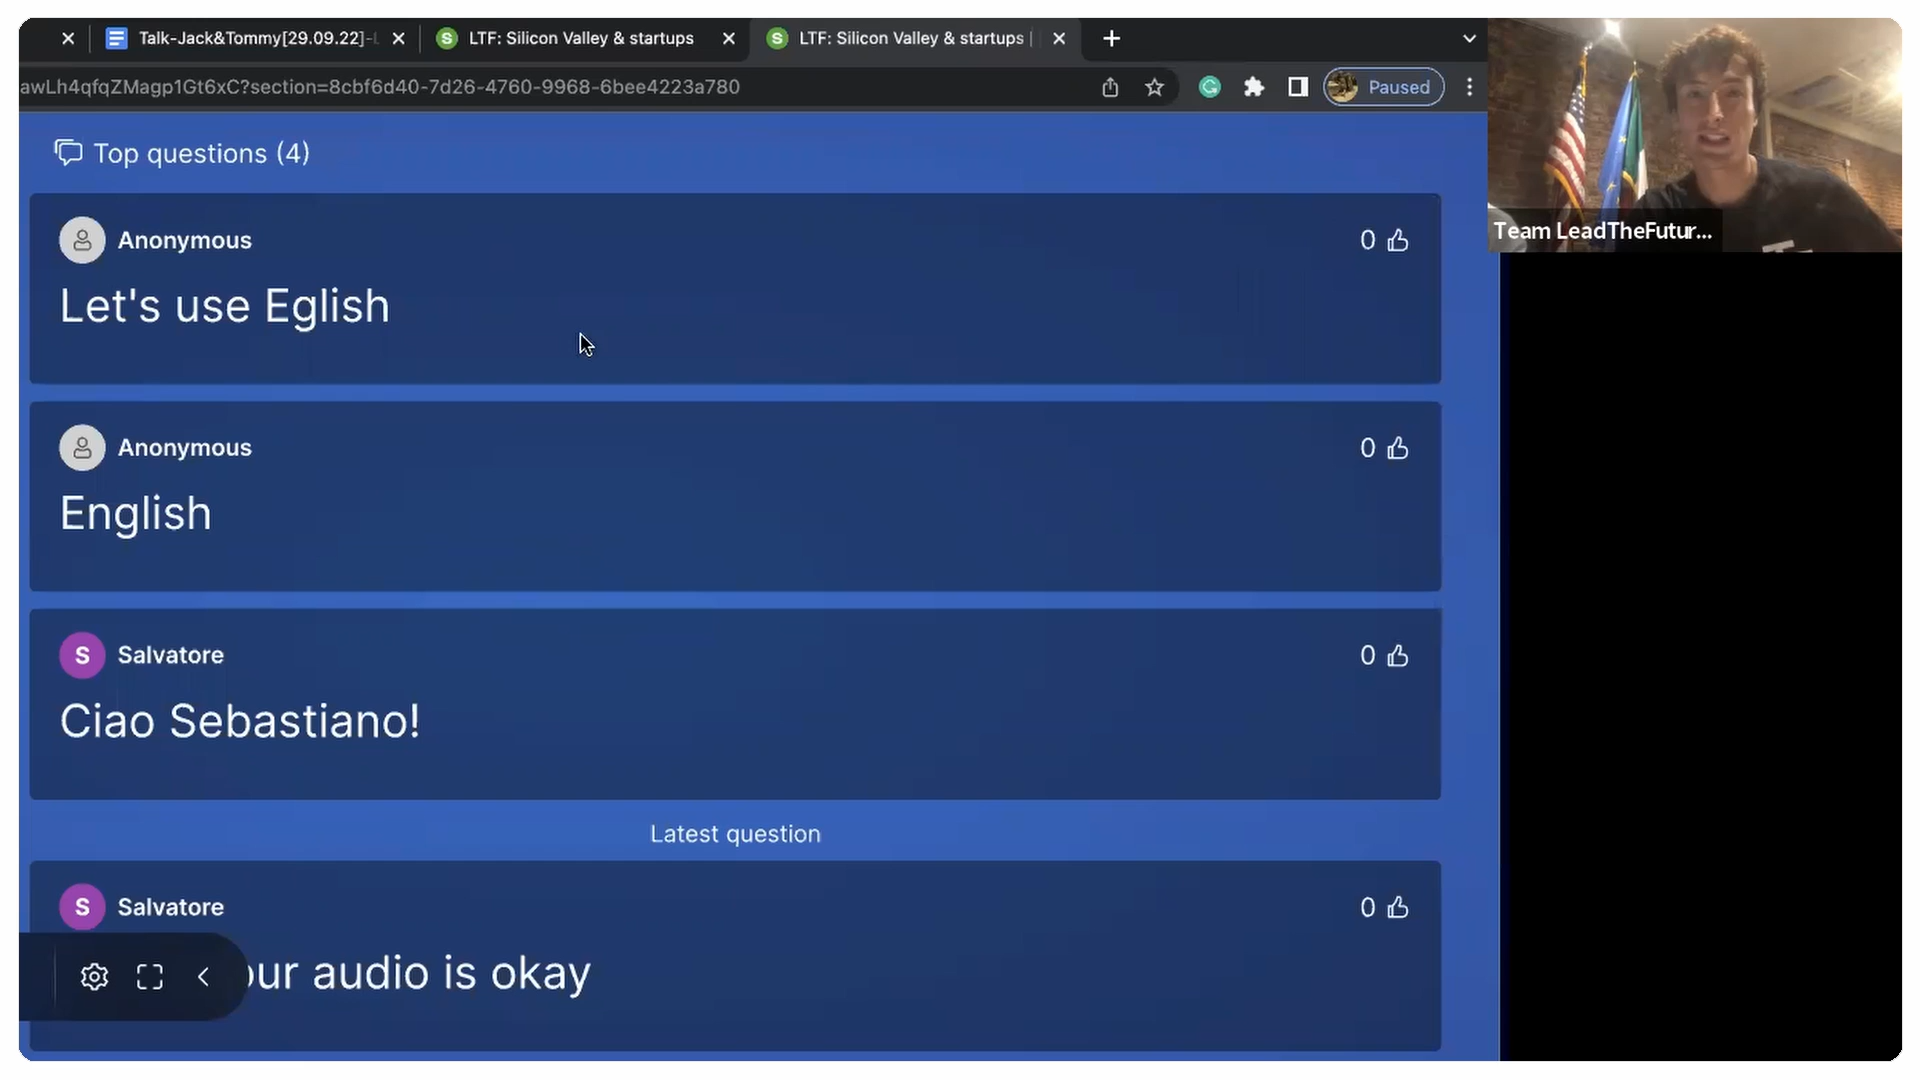 Talk-Jack&Tommy[29.09.22]-
LTF: Silicon Valley & startups
LTF: Silicon Valley & startups |
awLh4qfqZMagp1Gt6xC?section=8cbf6d40-7d26-4760-9968-6bee4223a780
Paused
Team LeadTheFutur...
Top questions (4)
Anonymous
0
Let's use Eglish
Anonymous
0
English
S
Salvatore
0
Ciao Sebastiano!
Latest question
S
Salvatore
0
our audio is okay